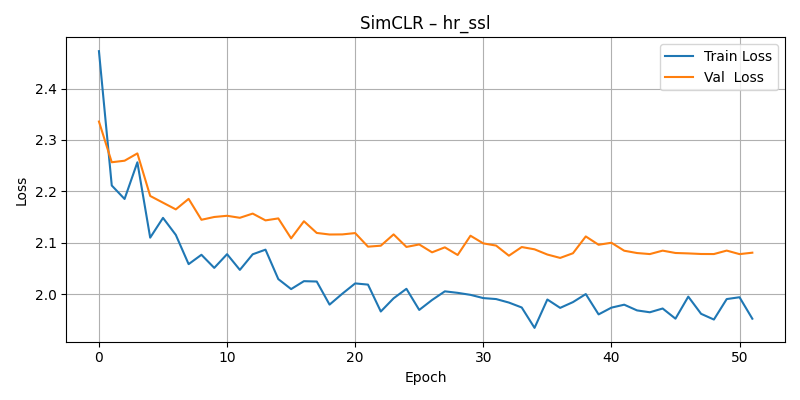 SimCLR – hr_ssl
Train Loss
Val  Loss
Loss
2.4
2.3
2.2
2.1
2.0
0
10
20
30
40
50
Epoch